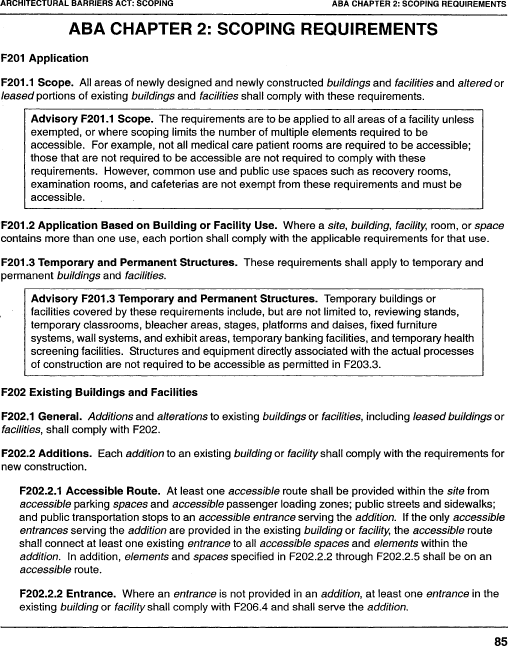 ARCHITECTURAL BARRIERS ACT: SCOPING
ABA CHAPTER 2: SCOPING REQUIREMENTS
ABA CHAPTER 2: SCOPING REQUIREMENTS
F201 Application
F201.1 Scope. All areas of newly designed and newly constructed buildings and facilities and altered or
leased portions of existing buildings and facilities shall comply with these requirements.
Advisory F201.1 Scope. The requirements are to be applied to all areas of a facility unless
exempted, or where scoping limits the number of multiple elements required to be
accessible. For example, not all medical care patient rooms are required to be accessible;
those that are not required to be accessible are not required to comply with these
requirements. However, common use and public use spaces such as recovery rooms,
examination rooms, and cafeterias are not exempt from these requirements and must be
accessible.
F201.2 Application Based on Building or Facility Use. Where a site, building, facility, room, or space
contains more than one use, each portion shall comply with the applicable requirements for that use.
F201.3 Temporary and Permanent Structures. These requirements shall apply to temporary and
permanent buildings and facilities.
Advisory F201.3 Temporary and Permanent Structures. Temporary buildings or
facilities covered by these requirements include, but are not limited to, reviewing stands,
temporary classrooms, bleacher areas, stages, platforms and daises, fixed furniture
systems, wall systems, and exhibit areas, temporary banking facilities, and temporary health
screening facilities. Structures and equipment directly associated with the actual processes
of construction are not required to be accessible as permitted in F203.3.
F202 Existing Buildings and Facilities
F202.1 General. Additions and alterations to existing buildings or facilities, including leased buildings or
facilities, shall comply with F202.
F202.2 Additions. Each addition to an existing building or facility shall comply with the requirements for
new construction.
F202.2.1 Accessible Route. At least one accessible route shall be provided within the site from
accessible parking spaces and accessible passenger loading zones; public streets and sidewalks;
and public transportation stops to an accessible entrance serving the addition. If the only accessible
entrances serving the addition are provided in the existing building or facility, the accessible route
shall connect at least one existing entrance to all accessible spaces and elements within the
addition. In addition, elements and spaces specified in F202.2.2 through F202.2.5 shall be on an
accessible route.
F202.2.2 Entrance. Where an entrance is not provided in an addition, at least one entrance in the
existing building or facility shall comply with F206.4 and shall serve the addition.
85